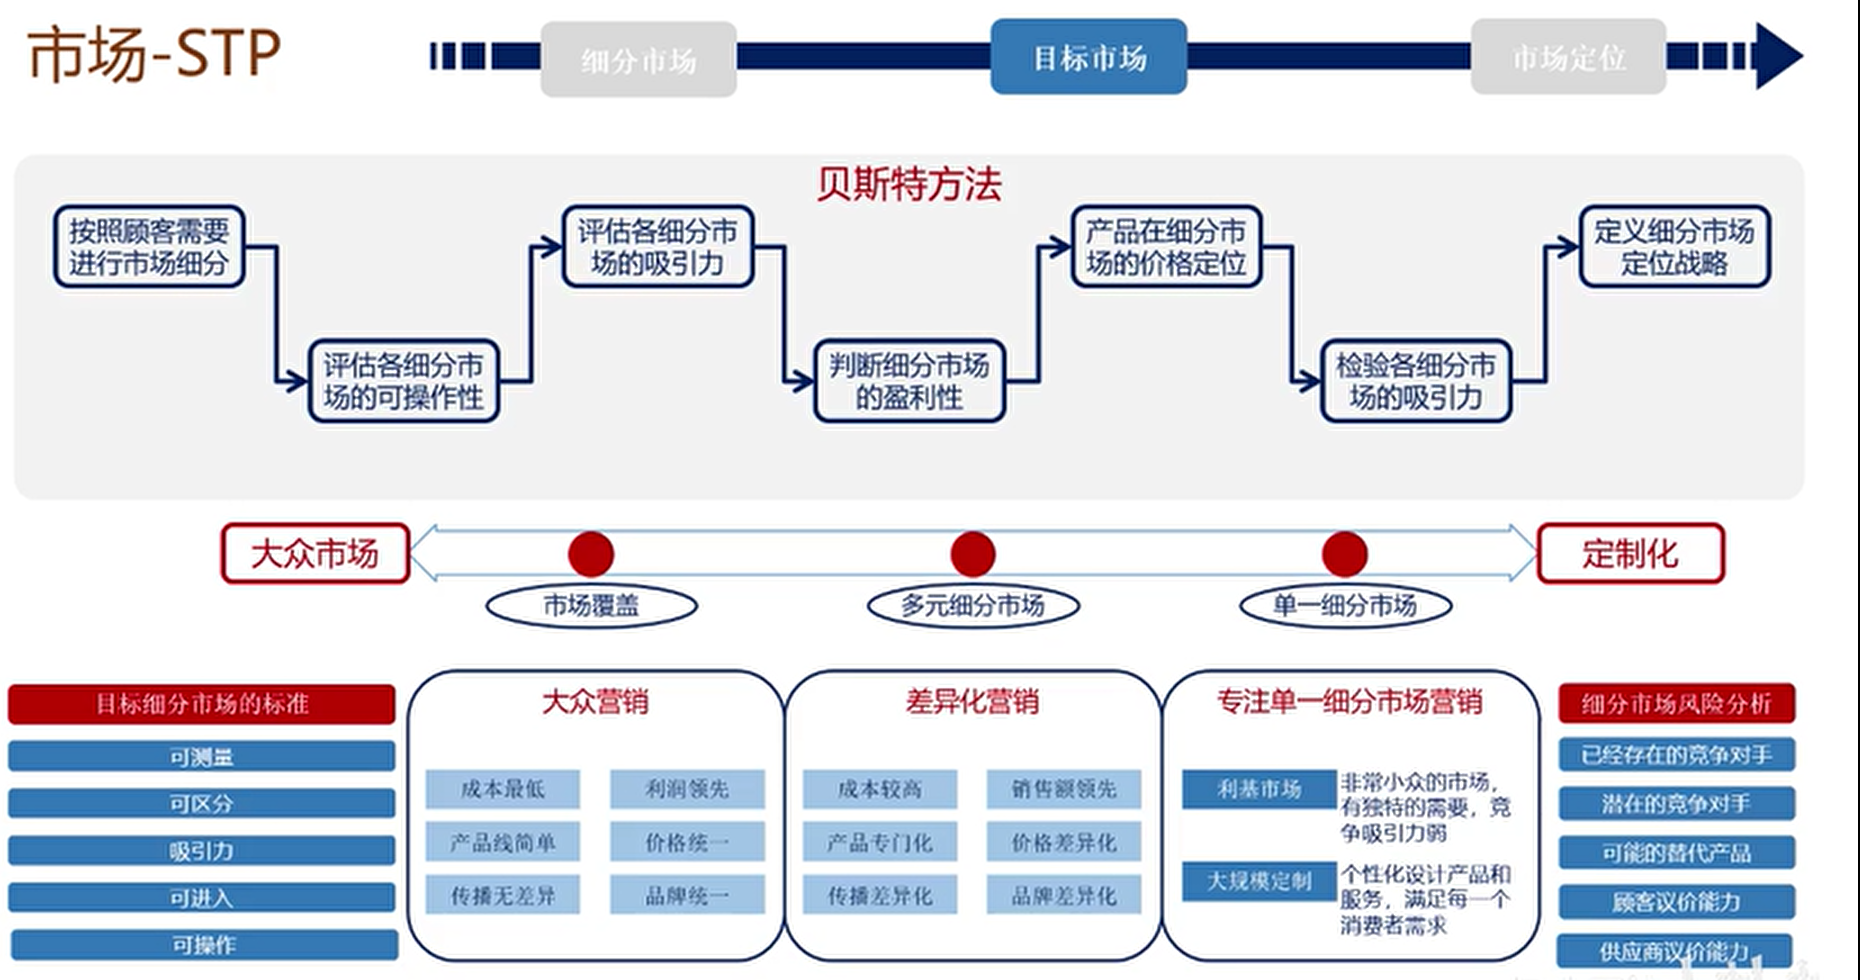 市场-STP
细分市场
目标市场
市场定位
贝斯特方法
按照顾客需要
进行市场细分
评估各细分市
场的可操作性
评估各细分市
场的吸引力
判断细分市场
的盈利性
产品在细分市
场的价格定位
检验各细分市
场的吸引力
定义细分市场
定位战略
大众市场
定制化
市场覆盖
多元细分市场
单一细分市场
目标细分市场的标准
可测量
可区分
吸引力
可进入
可操作
大众营销
成本最低
利润领先
产品线简单
价格统一
传播无差异
品牌统一
差异化营销
成本较高
销售额领先
产品专门化
价格差异化
传播差异化
品牌差异化
专注单一细分市场营销
利基市场
非常小众的市场，
有独特的需要，竞
争吸引力弱
大规模定制
个性化设计产品和
服务，满足每一个
消费者需求
细分市场风险分析
已经存在的竞争对手
潜在的竞争对手
可能的替代产品
顾客议价能力
供应商议价能力